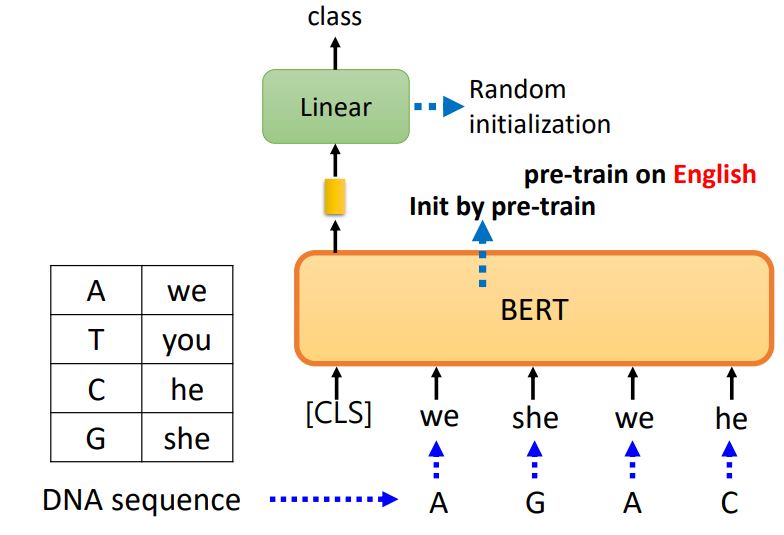 class
Linear
Random
initialization
pre-train on English
Init by pre-train
BERT
A we
T you
C he
G she
[CLS] we she we he
DNA sequence A G A C